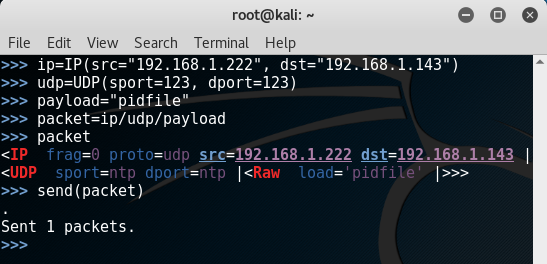 root@kali: ~
File Edit View Search Terminal Help
>>> ip=IP(src="192.168.1.222", dst="192.168.1.143")
>>> udp=UDP(sport=123, dport=123)
>>> payload="pidfile"
>>> packet=ip/udp/payload
>>> packet
<IP  frag=0 proto=udp src=192.168.1.222 dst=192.168.1.143 |
<UDP  sport=ntp dport=ntp |<Raw  load='pidfile' |>>>
>>> send(packet)
.
Sent 1 packets.
>>>